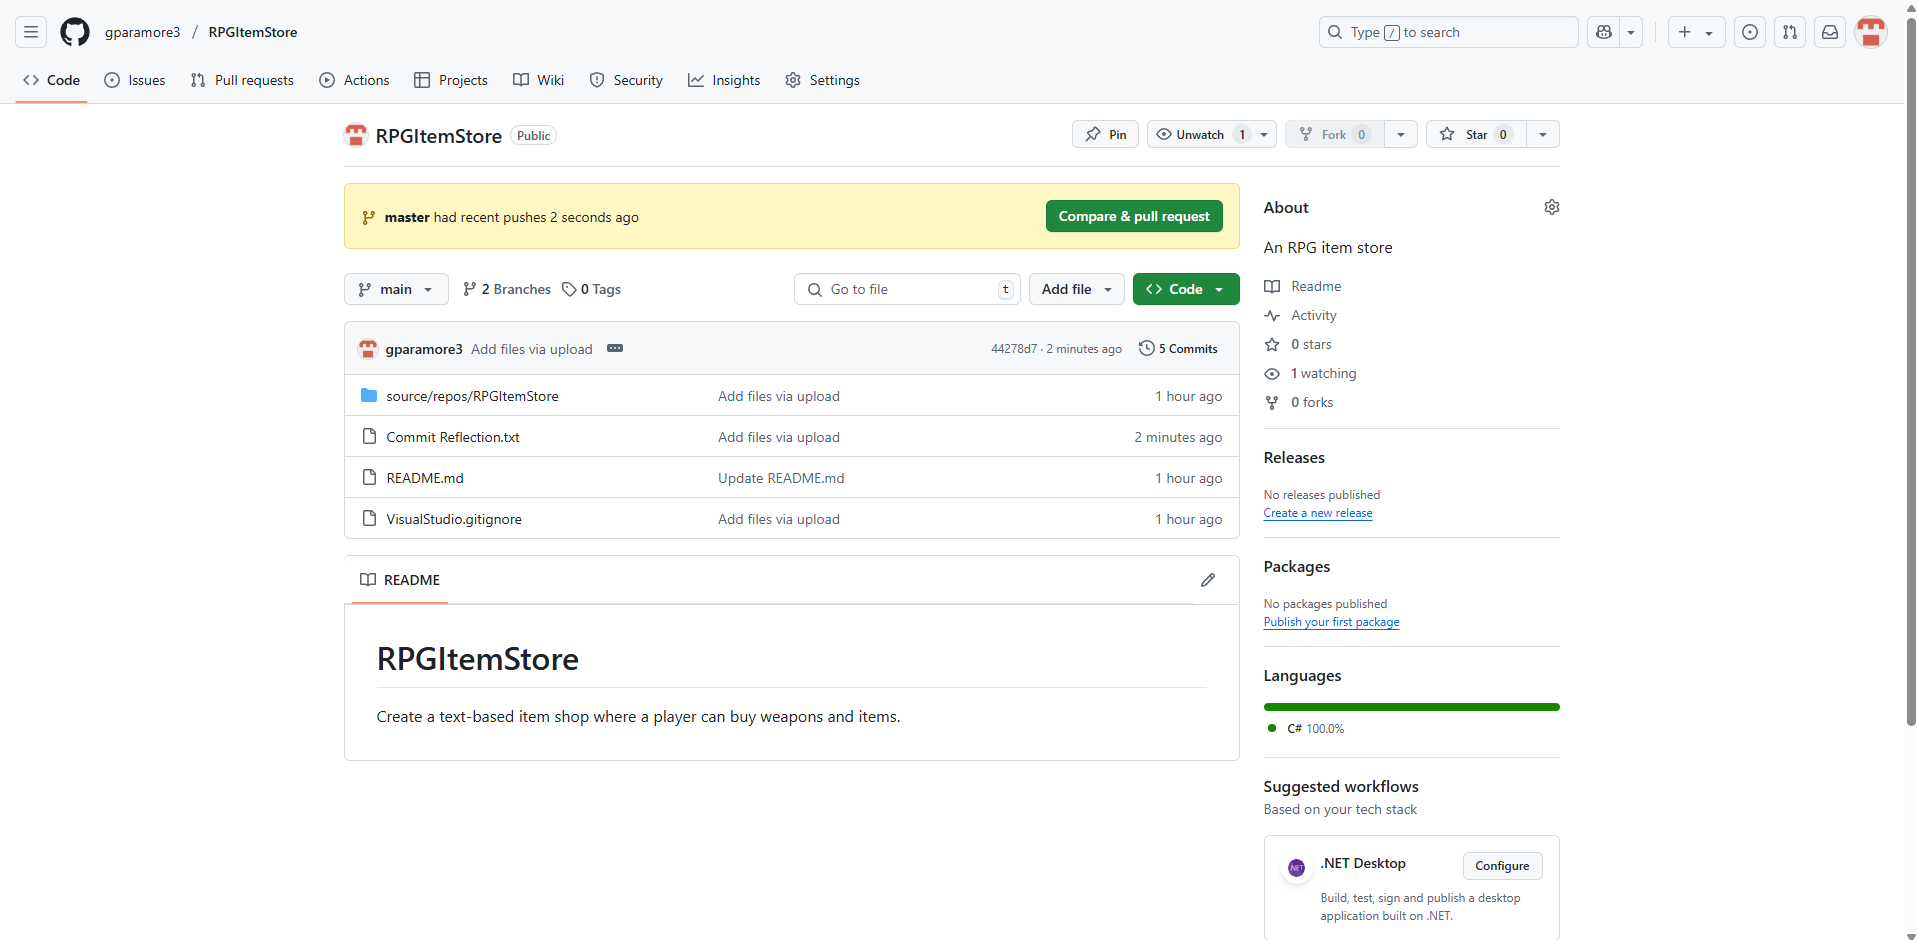 gparamore3 / RPGItemStore
Type / to search
Code
Issues
Pull requests
Actions
Projects
Wiki
Security
Insights
Settings
RPGItemStore Public
Pin
Unwatch 1
Fork 0
Star 0
master had recent pushes 2 seconds ago
Compare & pull request
main
2 Branches
0 Tags
Go to file
t
Add file
Code
gparamore3 Add files via upload
44278d7 · 2 minutes ago
5 Commits
source/repos/RPGItemStore Add files via upload 1 hour ago
Commit Reflection.txt Add files via upload 2 minutes ago
README.md Update README.md 1 hour ago
VisualStudio.gitignore Add files via upload 1 hour ago
README
RPGItemStore
Create a text-based item shop where a player can buy weapons and items.
About
An RPG item store
Readme
Activity
0 stars
1 watching
0 forks
Releases
No releases published
Create a new release
Packages
No packages published
Publish your first package
Languages
C# 100.0%
Suggested workflows
Based on your tech stack
.NET
.NET Desktop
Configure
Build, test, sign and publish a desktop
application built on .NET.